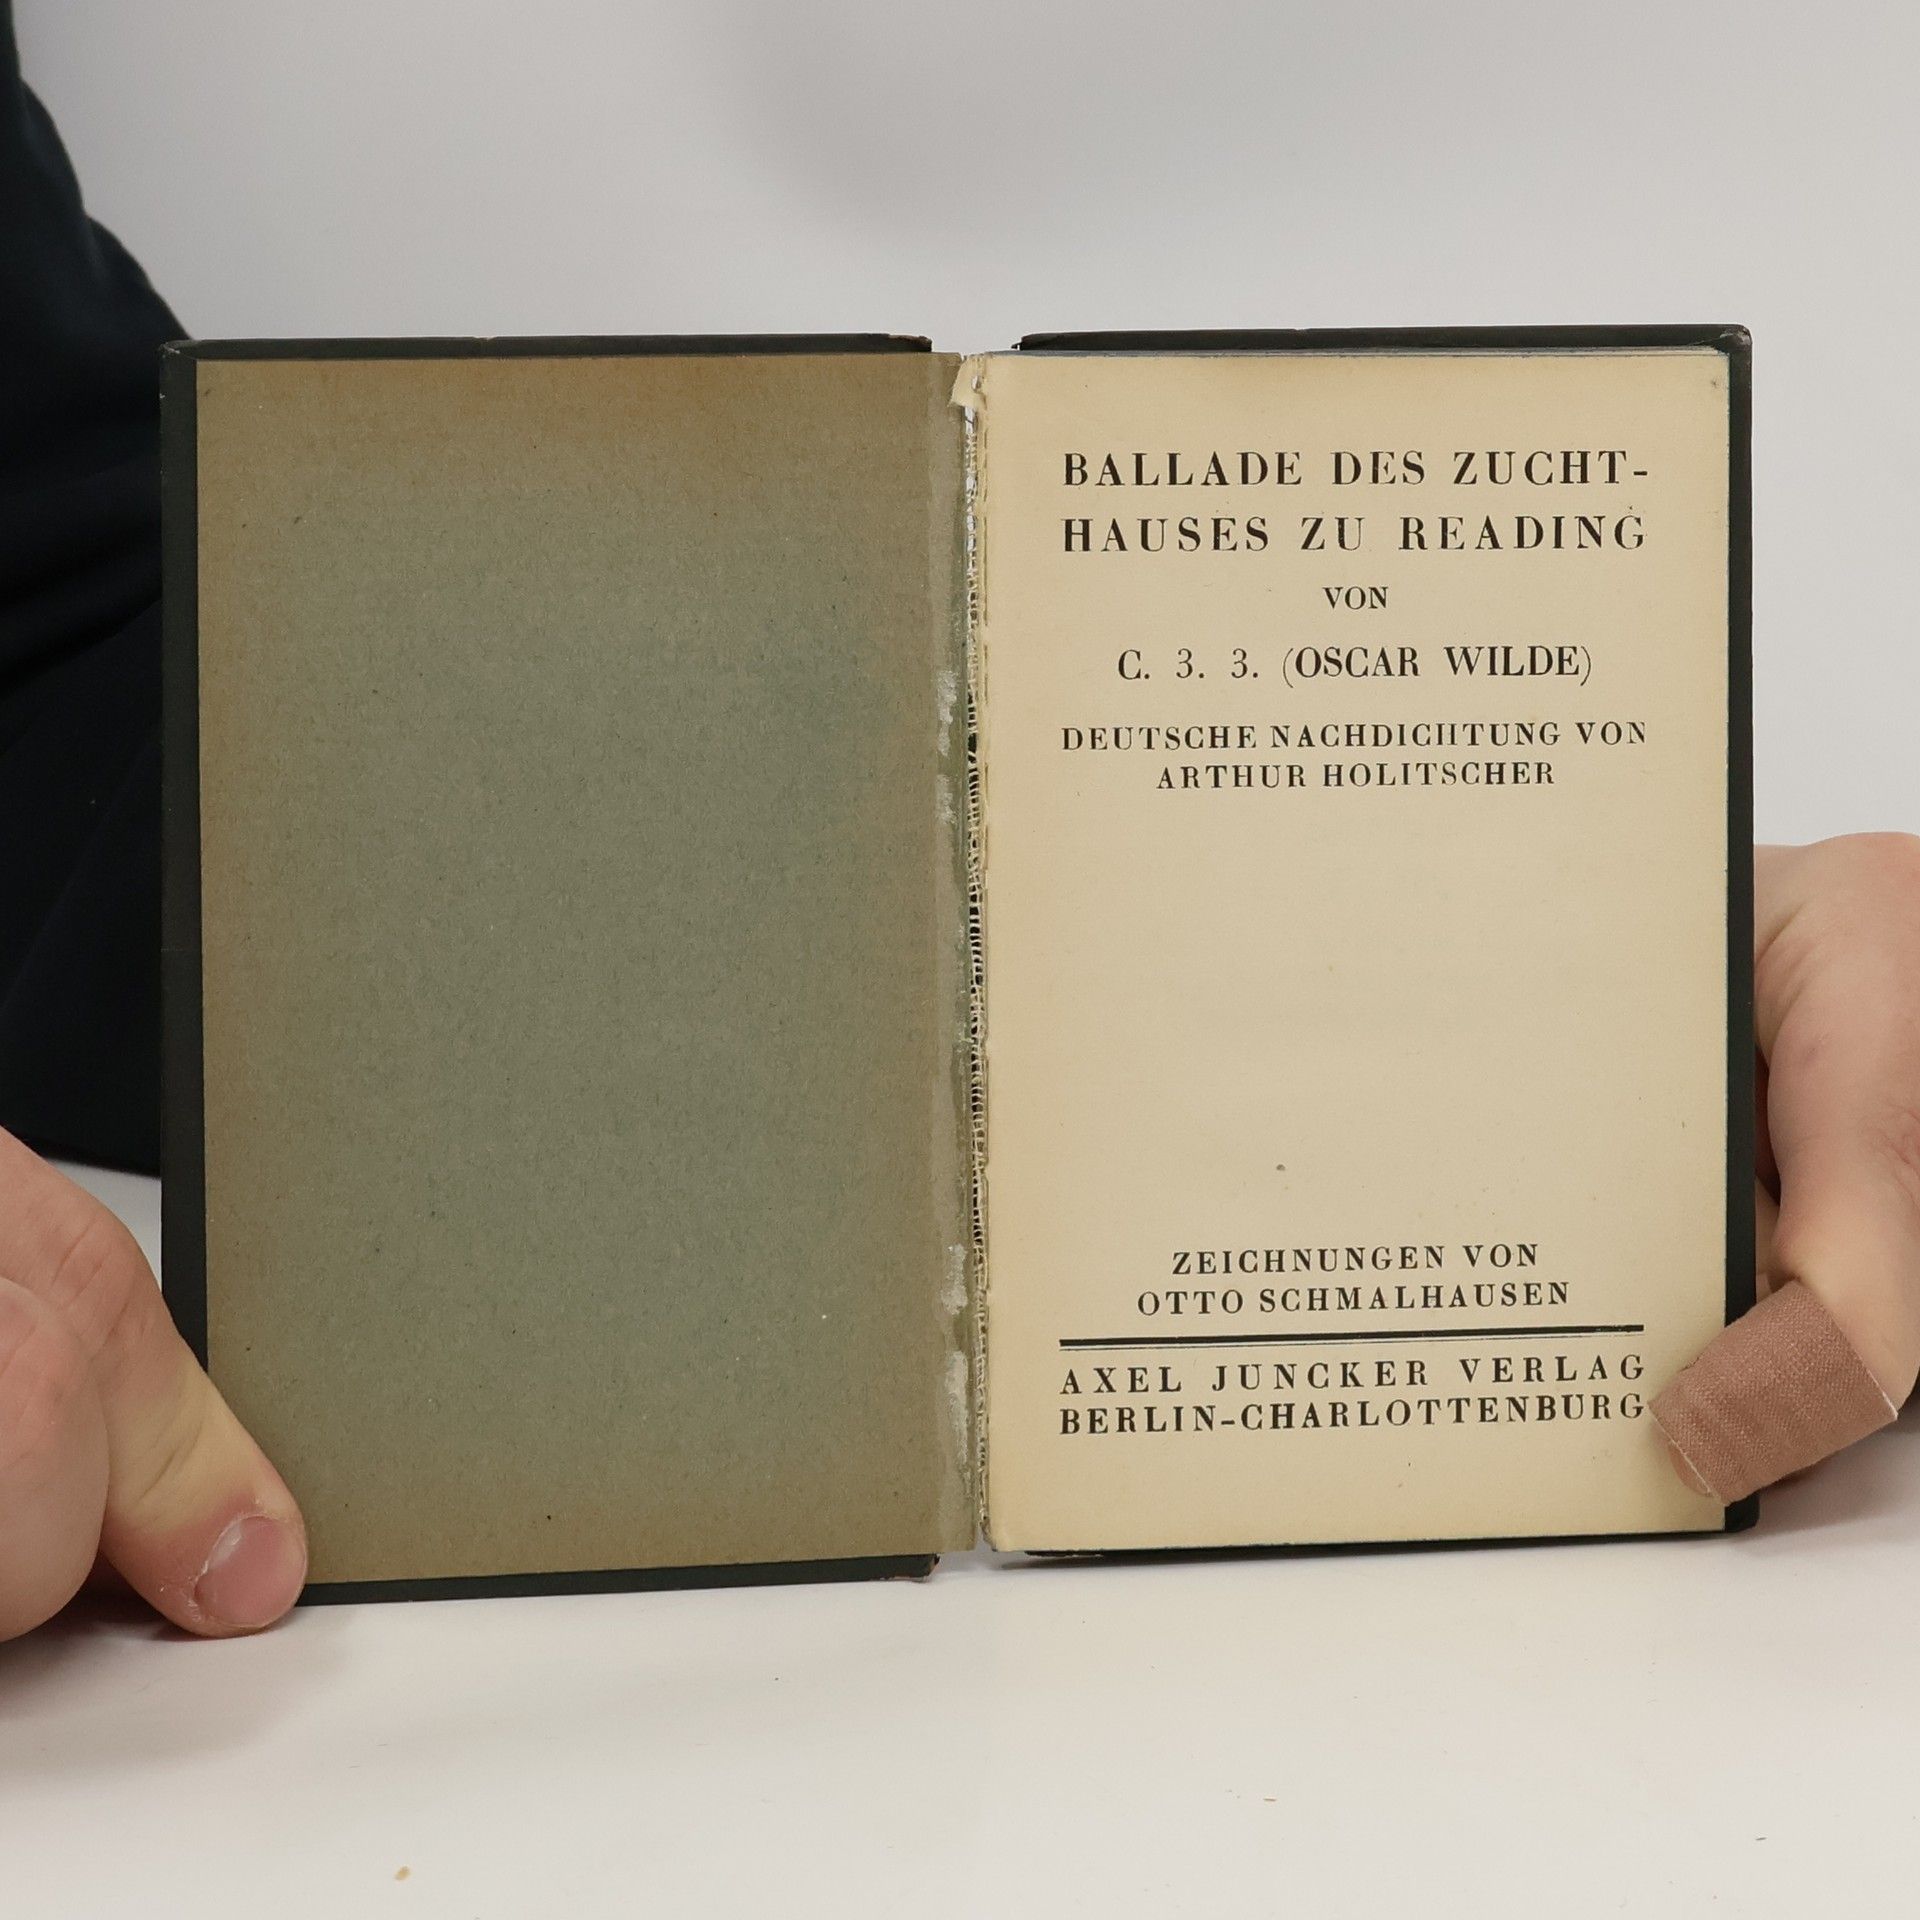 BALLADE DES ZUCHT-
HAUSES ZU READING
VON
C. 3. 3. (OSCAR WILDE)
DEUTSCHE NACHDICHTUNG VON
ARTHUR HOLITSCHER
ZEICHNUNGEN VON
OTTO SCHMALHAUSEN
AXEL JUNCKER VERLAG
BERLIN-CHARLOTTENBURG